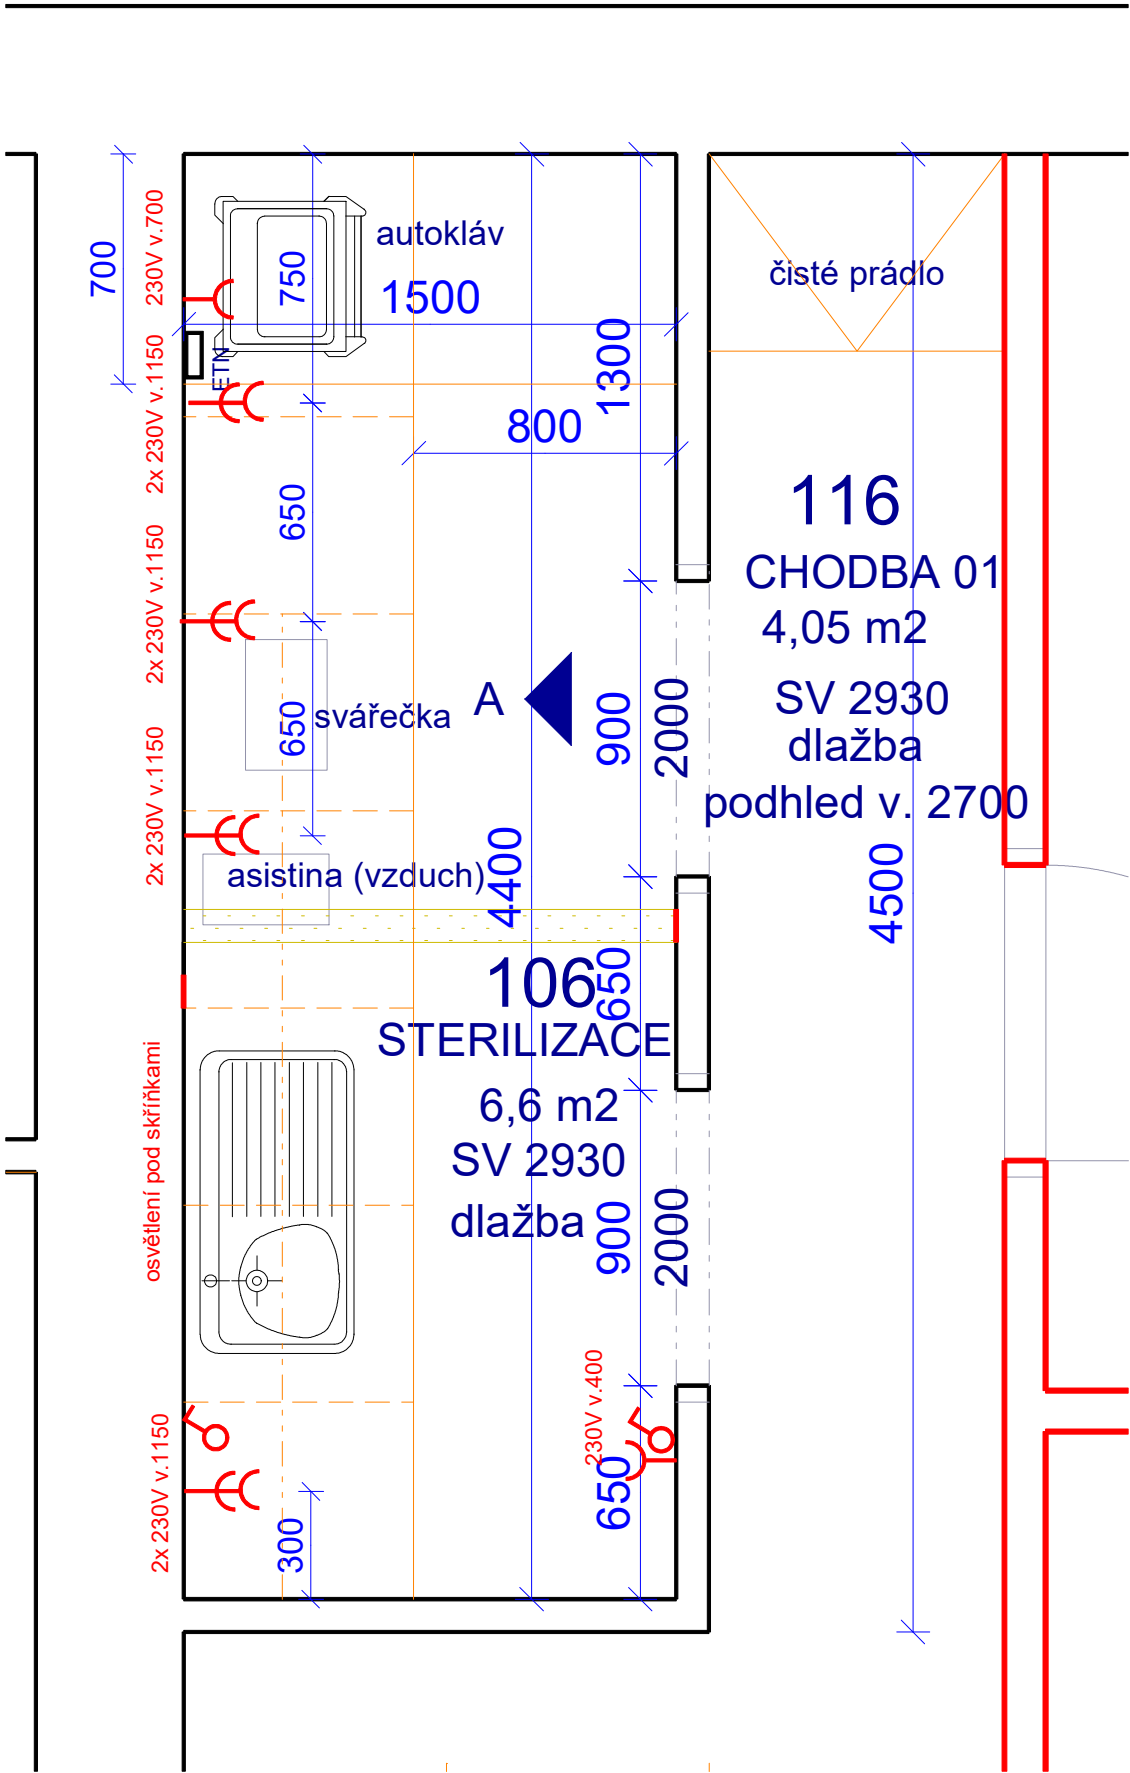 230V v.700
700
750
autokláv
1500
čisté prádlo
ETN
1300
2x 230V v.1150
800
650
116
CHODBA 01
4,05 m2
SV 2930
dlažba
podhled v. 2700
2x 230V v.1150
svářečka
A
650
900
2000
2x 230V v.1150
asistina (vzduch)
4400
4500
106
650
STERILIZACE
6,6 m2
SV 2930
dlažba
osvětlení pod skříňkami
900
2000
230V v.400
650
2x 230V v.1150
300